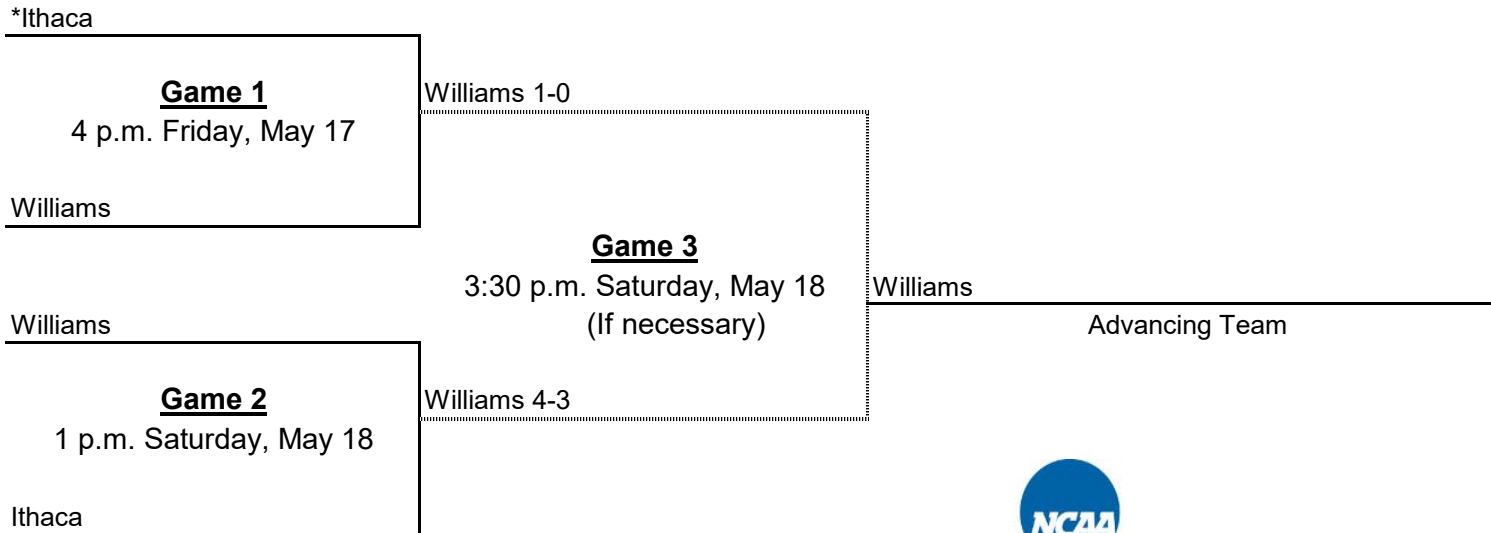 *Ithaca
Game 1
4 p.m. Friday, May 17
Williams 1-0
Williams
Game 3
3:30 p.m. Saturday, May 18
(If necessary)
Williams
Advancing Team
Williams
Game 2
1 p.m. Saturday, May 18
Williams 4-3
Ithaca
NCAA